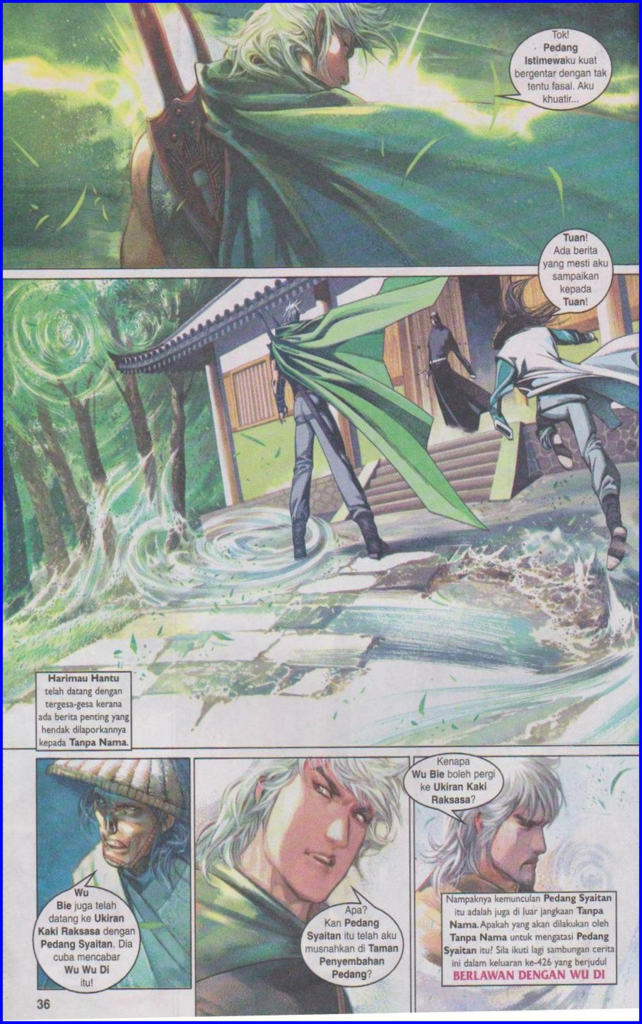 Tok!
Pedang
Istimewaku kuat
bergentar dengan tak
tentu fasal. Aku
khuatir...
Tuan!
Ada berita
yang mesti aku
sampaikan
kepada
Tuan!
Harimau Hantu
telah datang dengan
tergesa-gesa kerana
ada berita penting yang
hendak dilaporkannya
kepada Tanpa Nama.
Wu
Bie juga telah
datang ke Ukiran
Kaki Raksasa dengan
Pedang Syaitan. Dia
cuba mencabar
Wu Wu Di
itu!
Apa?
Kan Pedang
Syaitan itu telah aku
musnahkan di Taman
Penyembahan
Pedang?
Kenapa
Wu Bie boleh pergi
ke Ukiran Kaki
Raksasa?
Nampaknya kemunculan Pedang Syaitan
itu adalah juga di luar jangkaan Tanpa
Nama. Apakah yang akan dilakukan oleh
Tanpa Nama untuk mengatasi Pedang
Syaitan itu? Sila ikuti lagi sambungan cerita
ini dalam keluaran ke-426 yang berjudul
BERLAWAN DENGAN WU DI
36